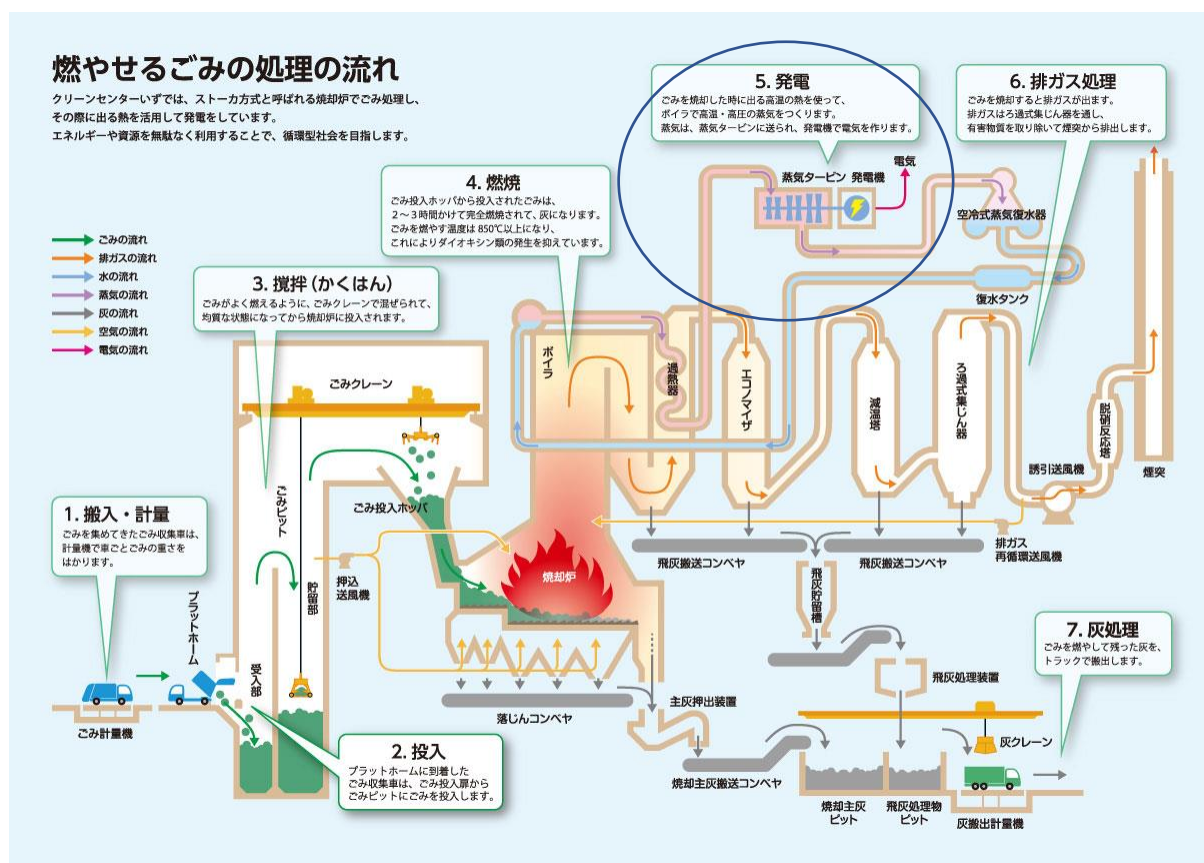 燃やせるごみの処理の流れ
クリーンセンターいずでは、ストーカ方式と呼ばれる焼却炉でごみ処理し、
その際に出る熱を活用して発電をしています。
エネルギーや資源を無駄なく利用することで、循環型社会を目指します。
ごみの流れ
排ガスの流れ
水の流れ
蒸気の流れ
灰の流れ
空気の流れ
電気の流れ
1. 搬入・計量
ごみを集めてきたごみ収集車は、
計量機で車ごとごみの重さを
はかります。
2. 投入
プラットホームに到着した
ごみ収集車は、ごみ投入扉から
ごみピットにごみを投入します。
3. 撹拌（かくはん）
ごみがよく燃えるように、ごみクレーンで混ぜられて、
均質な状態になってから焼却炉に投入されます。
4. 燃焼
ごみ投入ホッパから投入されたごみは、
2～3時間かけて完全燃焼されて、灰になります。
ごみを燃やす温度は850℃以上になり、
これによりダイオキシン類の発生を抑えています。
5. 発電
ごみを焼却した時に出る高温の熱を使って、
ボイラで高温・高圧の蒸気をつくります。
蒸気は、蒸気タービンに送られ、発電機で電気を作ります。
6. 排ガス処理
ごみを焼却すると排ガスが出ます。
排ガスはろ過式集じん器を通し、
有害物質を取り除いて煙突から排出します。
7. 灰処理
ごみを燃やして残った灰を、
トラックで搬出します。
蒸気タービン
発電機
電気
空冷式蒸気復水器
復水タンク
ごみクレーン
ボイラ
過熱器
エコノマイザ
減温塔
ろ過式集じん器
脱硝反応塔
煙突
誘引送風機
排ガス
再循環送風機
ごみピット
ごみ投入ホッパ
貯留部
受入部
プラットホーム
ごみ計量機
押込
送風機
焼却炉
落じんコンベヤ
主灰押出装置
焼却主灰搬送コンベヤ
飛灰搬送コンベヤ
飛灰搬送コンベヤ
飛灰貯留槽
飛灰処理装置
灰クレーン
焼却主灰
ピット
飛灰処理物
ピット
灰搬出計量機